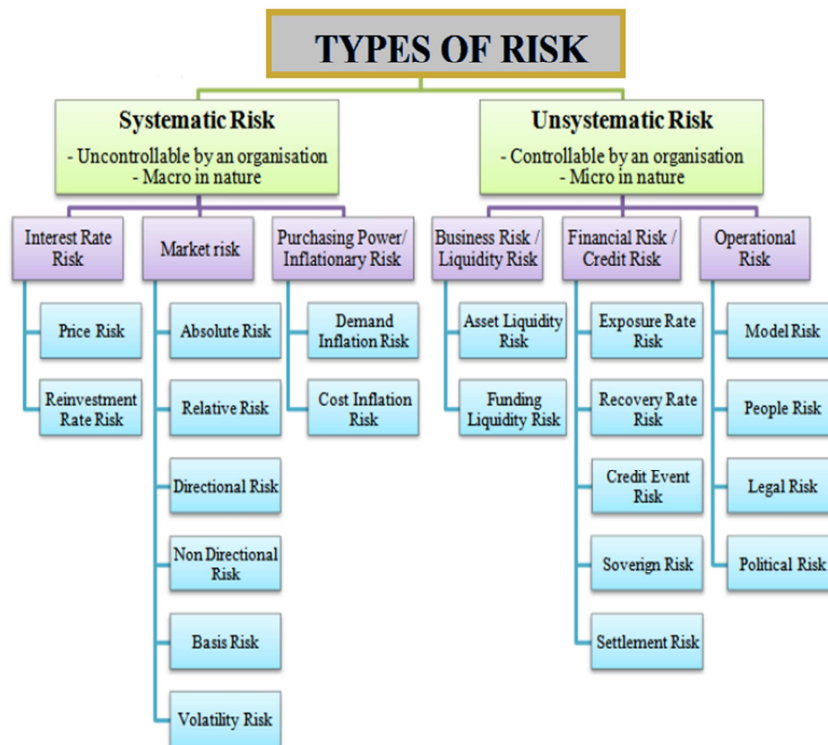 TYPES OF RISK
Systematic Risk
- Uncontrollable by an organisation
- Macro in nature
Unsystematic Risk
- Controllable by an organisation
- Micro in nature
Interest Rate
Risk
Price Risk
Reinvestment
Rate Risk
Market risk
Absolute Risk
Relative Risk
Directional Risk
Non Directional
Risk
Basis Risk
Volatility Risk
Purchasing Power/
Inflationary Risk
Demand
Inflation Risk
Cost Inflation
Risk
Business Risk /
Liquidity Risk
Asset Liquidity
Risk
Funding
Liquidity Risk
Financial Risk /
Credit Risk
Exposure Rate
Risk
Recovery Rate
Risk
Credit Event
Risk
Soverign Risk
Settlement Risk
Operational
Risk
Model Risk
People Risk
Legal Risk
Political Risk